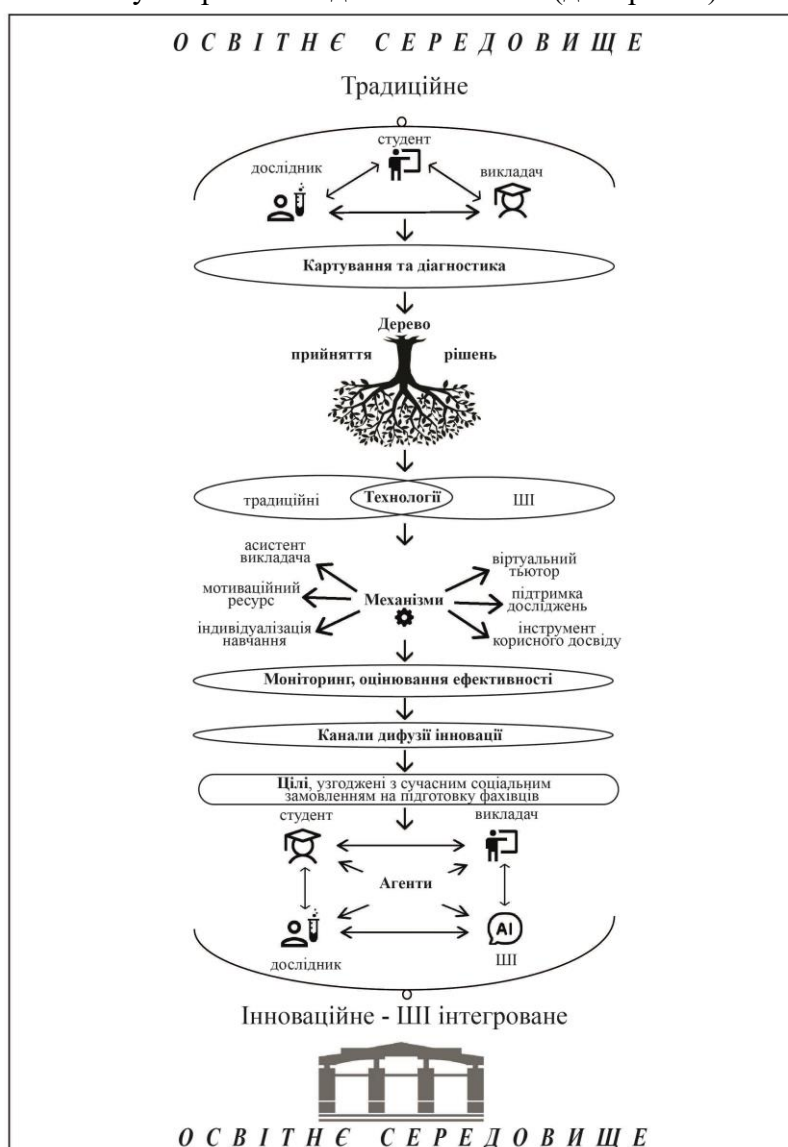 ОСВІТНЄ СЕРЕДОВИЩЕ
Традиційне
студент
дослідник
викладач
Картування та діагностика
Дерево
прийняття рішень
Технології
традиційні
ШІ
асистент
викладача
мотиваційний
ресурс
індивідуалізація
навчання
Механізми
віртуальний
тьютор
підтримка
досліджень
інструмент
корисного досвіду
Моніторинг, оцінювання ефективності
Канали дифузії інновації
Цілі, узгоджені з сучасним соціальним
замовленням на підготовку фахівців
студент
викладач
Агенти
AI
дослідник
ШІ
Інноваційне - ШІ інтегроване
ОСВІТНЄ СЕРЕДОВИЩЕ